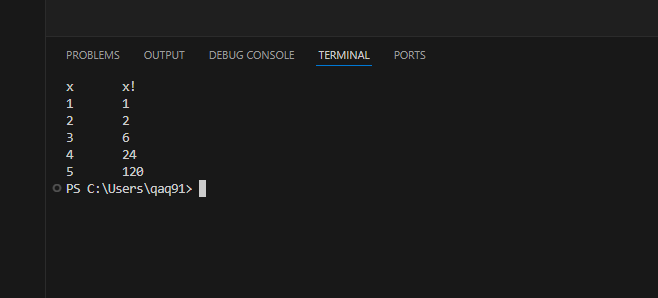 PROBLEMS OUTPUT DEBUG CONSOLE TERMINAL PORTS
x x!
1 1
2 2
3 6
4 24
5 120
PS C:\Users\qaq91>